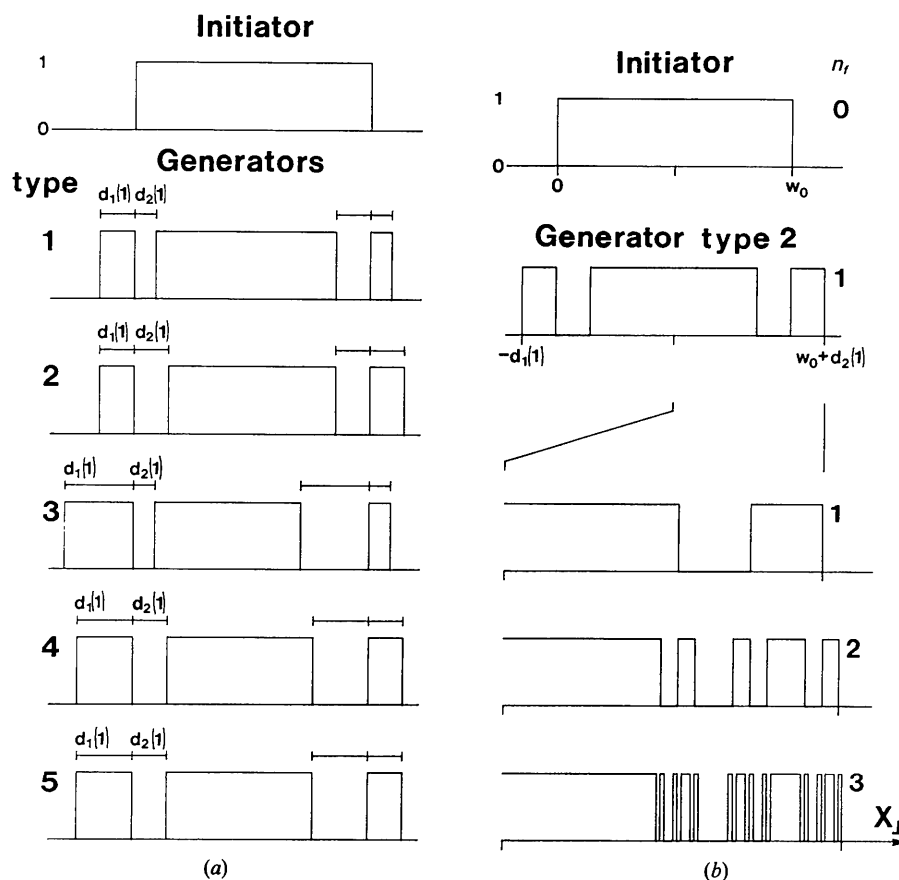 Initiator
1
0
Generators
type
d₁(1) d₂(1)
1
d₁(1) d₂(1)
2
d₁(1) d₂(1)
3
d₁(1) d₂(1)
4
d₁(1) d₂(1)
5
(a)
Initiator
n_f
0
1
0
0
w₀
Generator type 2
1
-d₁(1)
w₀+d₂(1)
1
2
3
X⊥
(b)